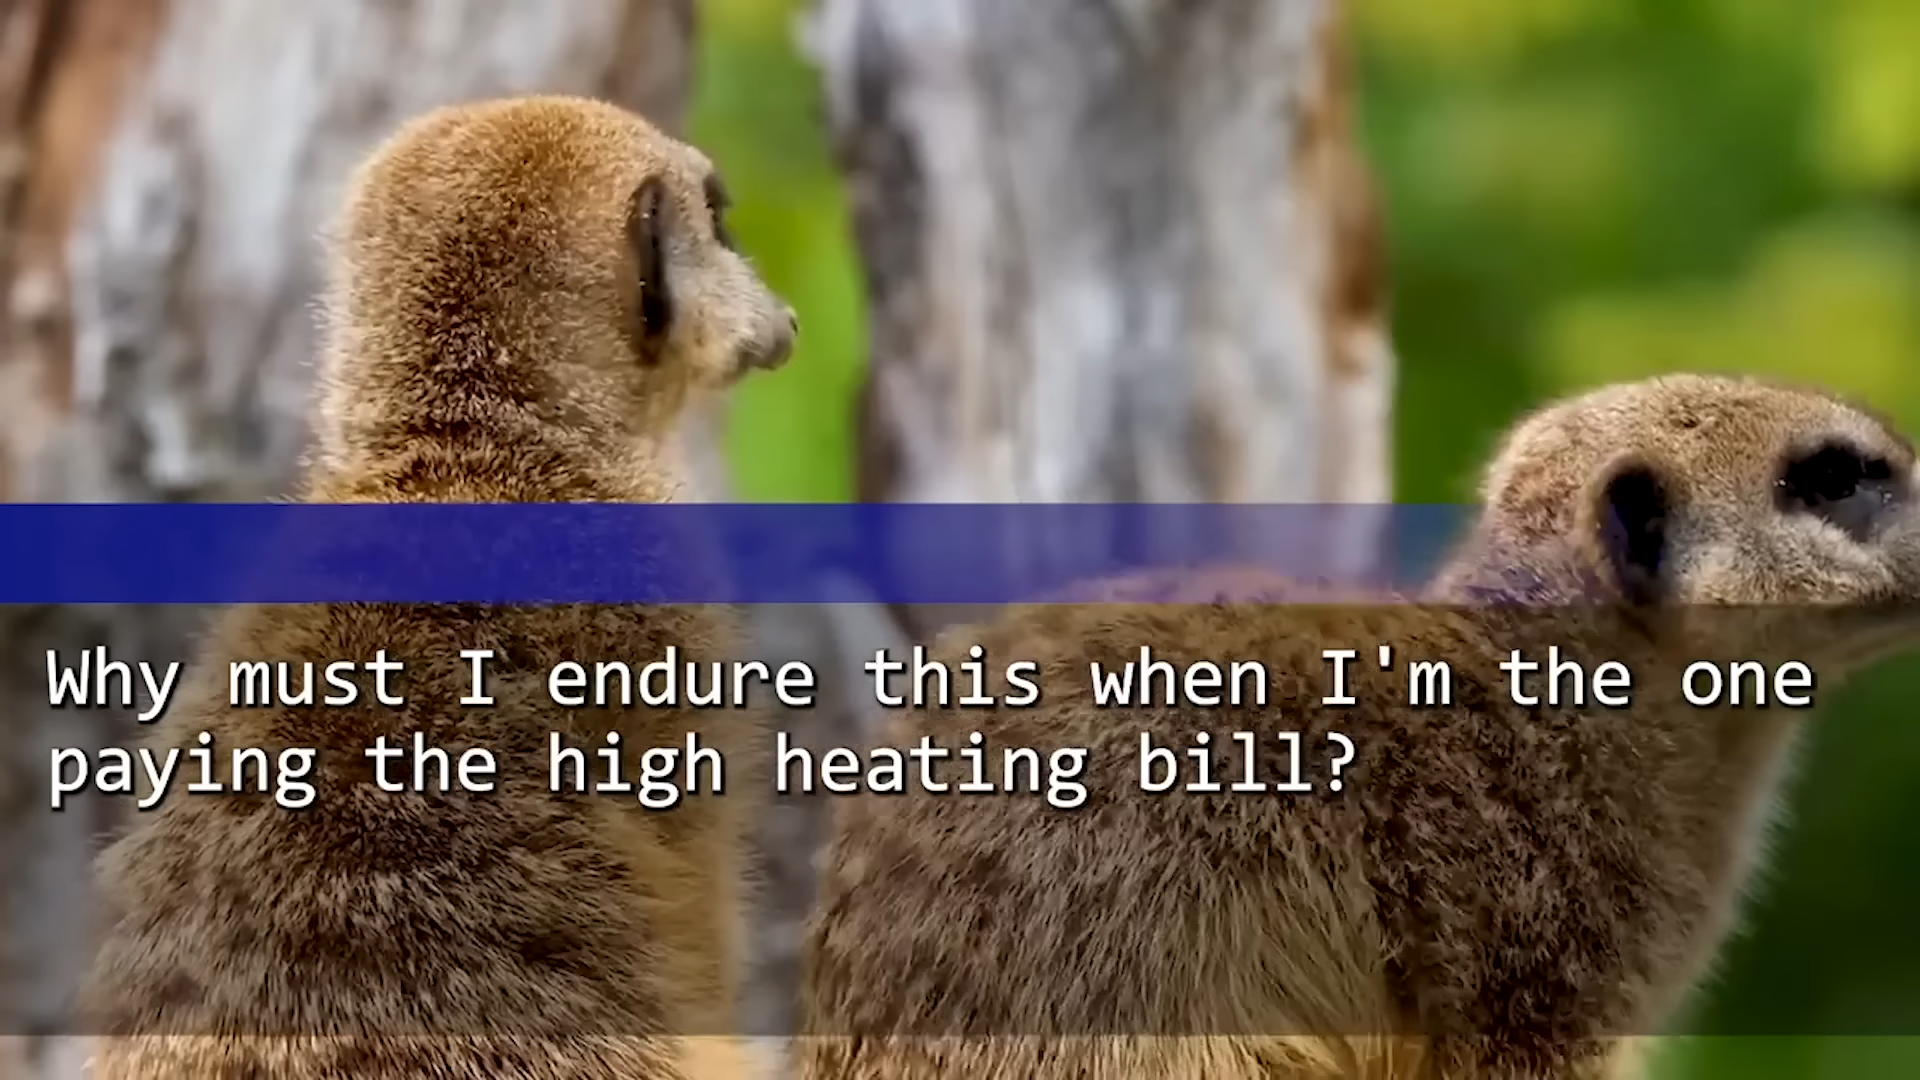 Why must I endure this when I'm the one
paying the high heating bill?